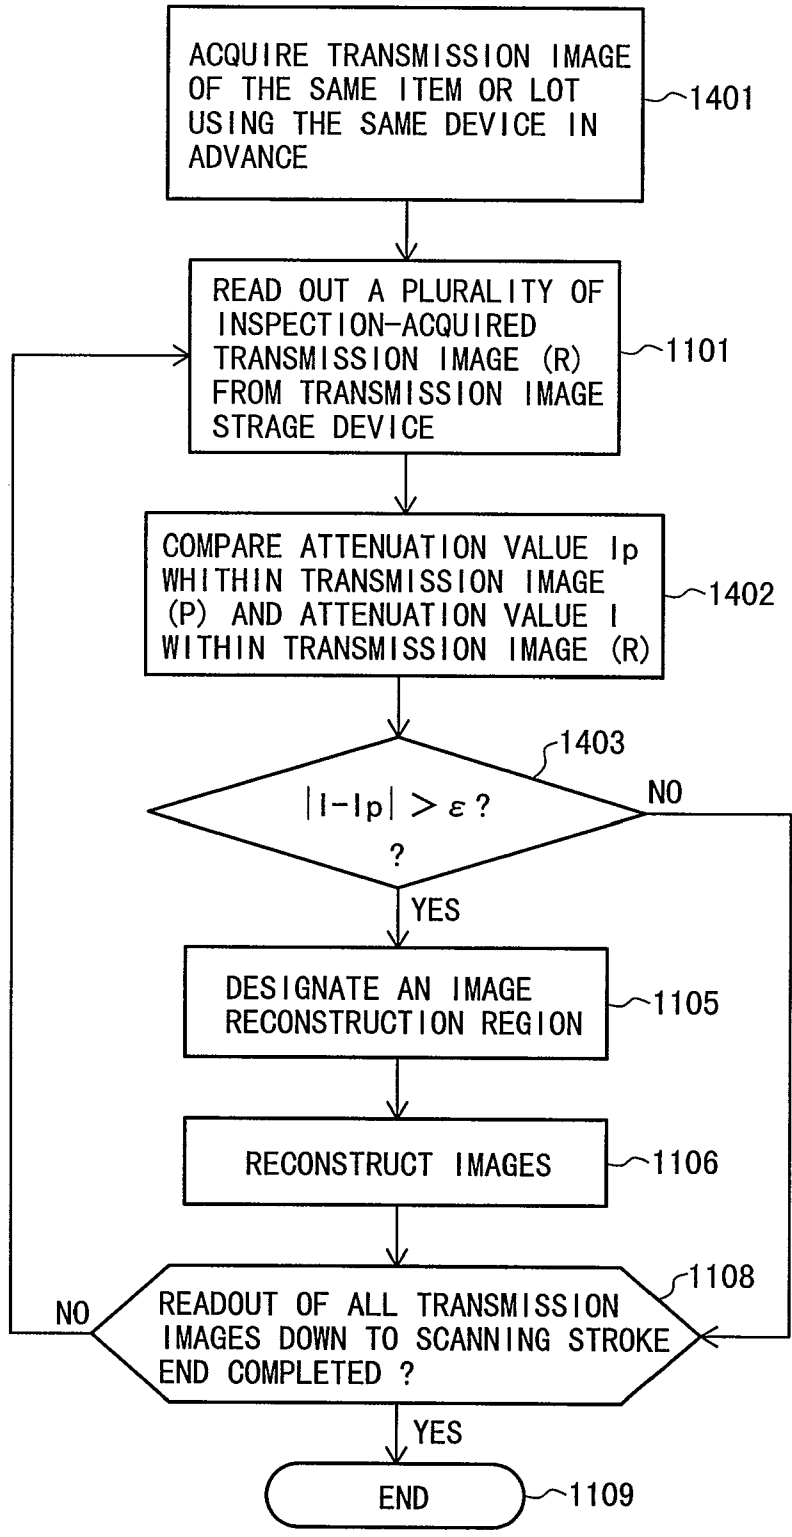 ACQUIRE TRANSMISSION IMAGE
OF THE SAME ITEM OR LOT
USING THE SAME DEVICE IN
ADVANCE
1401
READ OUT A PLURALITY OF
INSPECTION-ACQUIRED
TRANSMISSION IMAGE (R)
FROM TRANSMISSION IMAGE
STRAGE DEVICE
1101
COMPARE ATTENUATION VALUE Ip
WHITHIN TRANSMISSION IMAGE
(P) AND ATTENUATION VALUE I
WITHIN TRANSMISSION IMAGE (R)
1402
1403
|I-Ip| > ε ?
?
NO
YES
DESIGNATE AN IMAGE
RECONSTRUCTION REGION
1105
RECONSTRUCT IMAGES
1106
1108
NO
READOUT OF ALL TRANSMISSION
IMAGES DOWN TO SCANNING STROKE
END COMPLETED ?
YES
END
1109